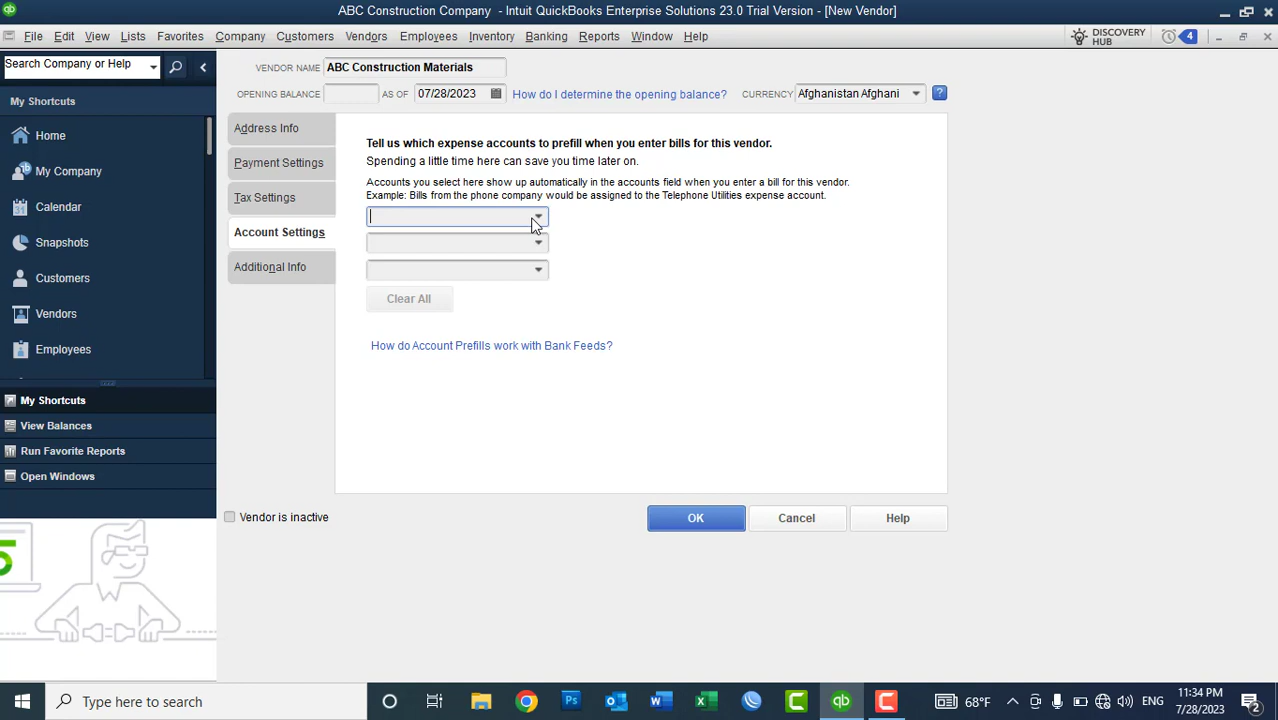 ABC Construction Company - Intuit QuickBooks Enterprise Solutions 23.0 Trial Version - [New Vendor]
File Edit View Lists Favorites Company Customers Vendors Employees Inventory Banking Reports Window Help DISCOVERY HUB 4
Search Company or Help
My Shortcuts
Home
My Company
Calendar
Snapshots
Customers
Vendors
Employees
My Shortcuts
View Balances
Run Favorite Reports
Open Windows
VENDOR NAME ABC Construction Materials
OPENING BALANCE AS OF 07/28/2023 How do I determine the opening balance? CURRENCY Afghanistan Afghani ?
Address Info
Payment Settings
Tax Settings
Account Settings
Additional Info
Tell us which expense accounts to prefill when you enter bills for this vendor.
Spending a little time here can save you time later on.
Accounts you select here show up automatically in the accounts field when you enter a bill for this vendor.
Example: Bills from the phone company would be assigned to the Telephone Utilities expense account.
Clear All
How do Account Prefills work with Bank Feeds?
Vendor is inactive
OK Cancel Help
Type here to search
68°F ENG
11:34 PM
7/28/2023
2